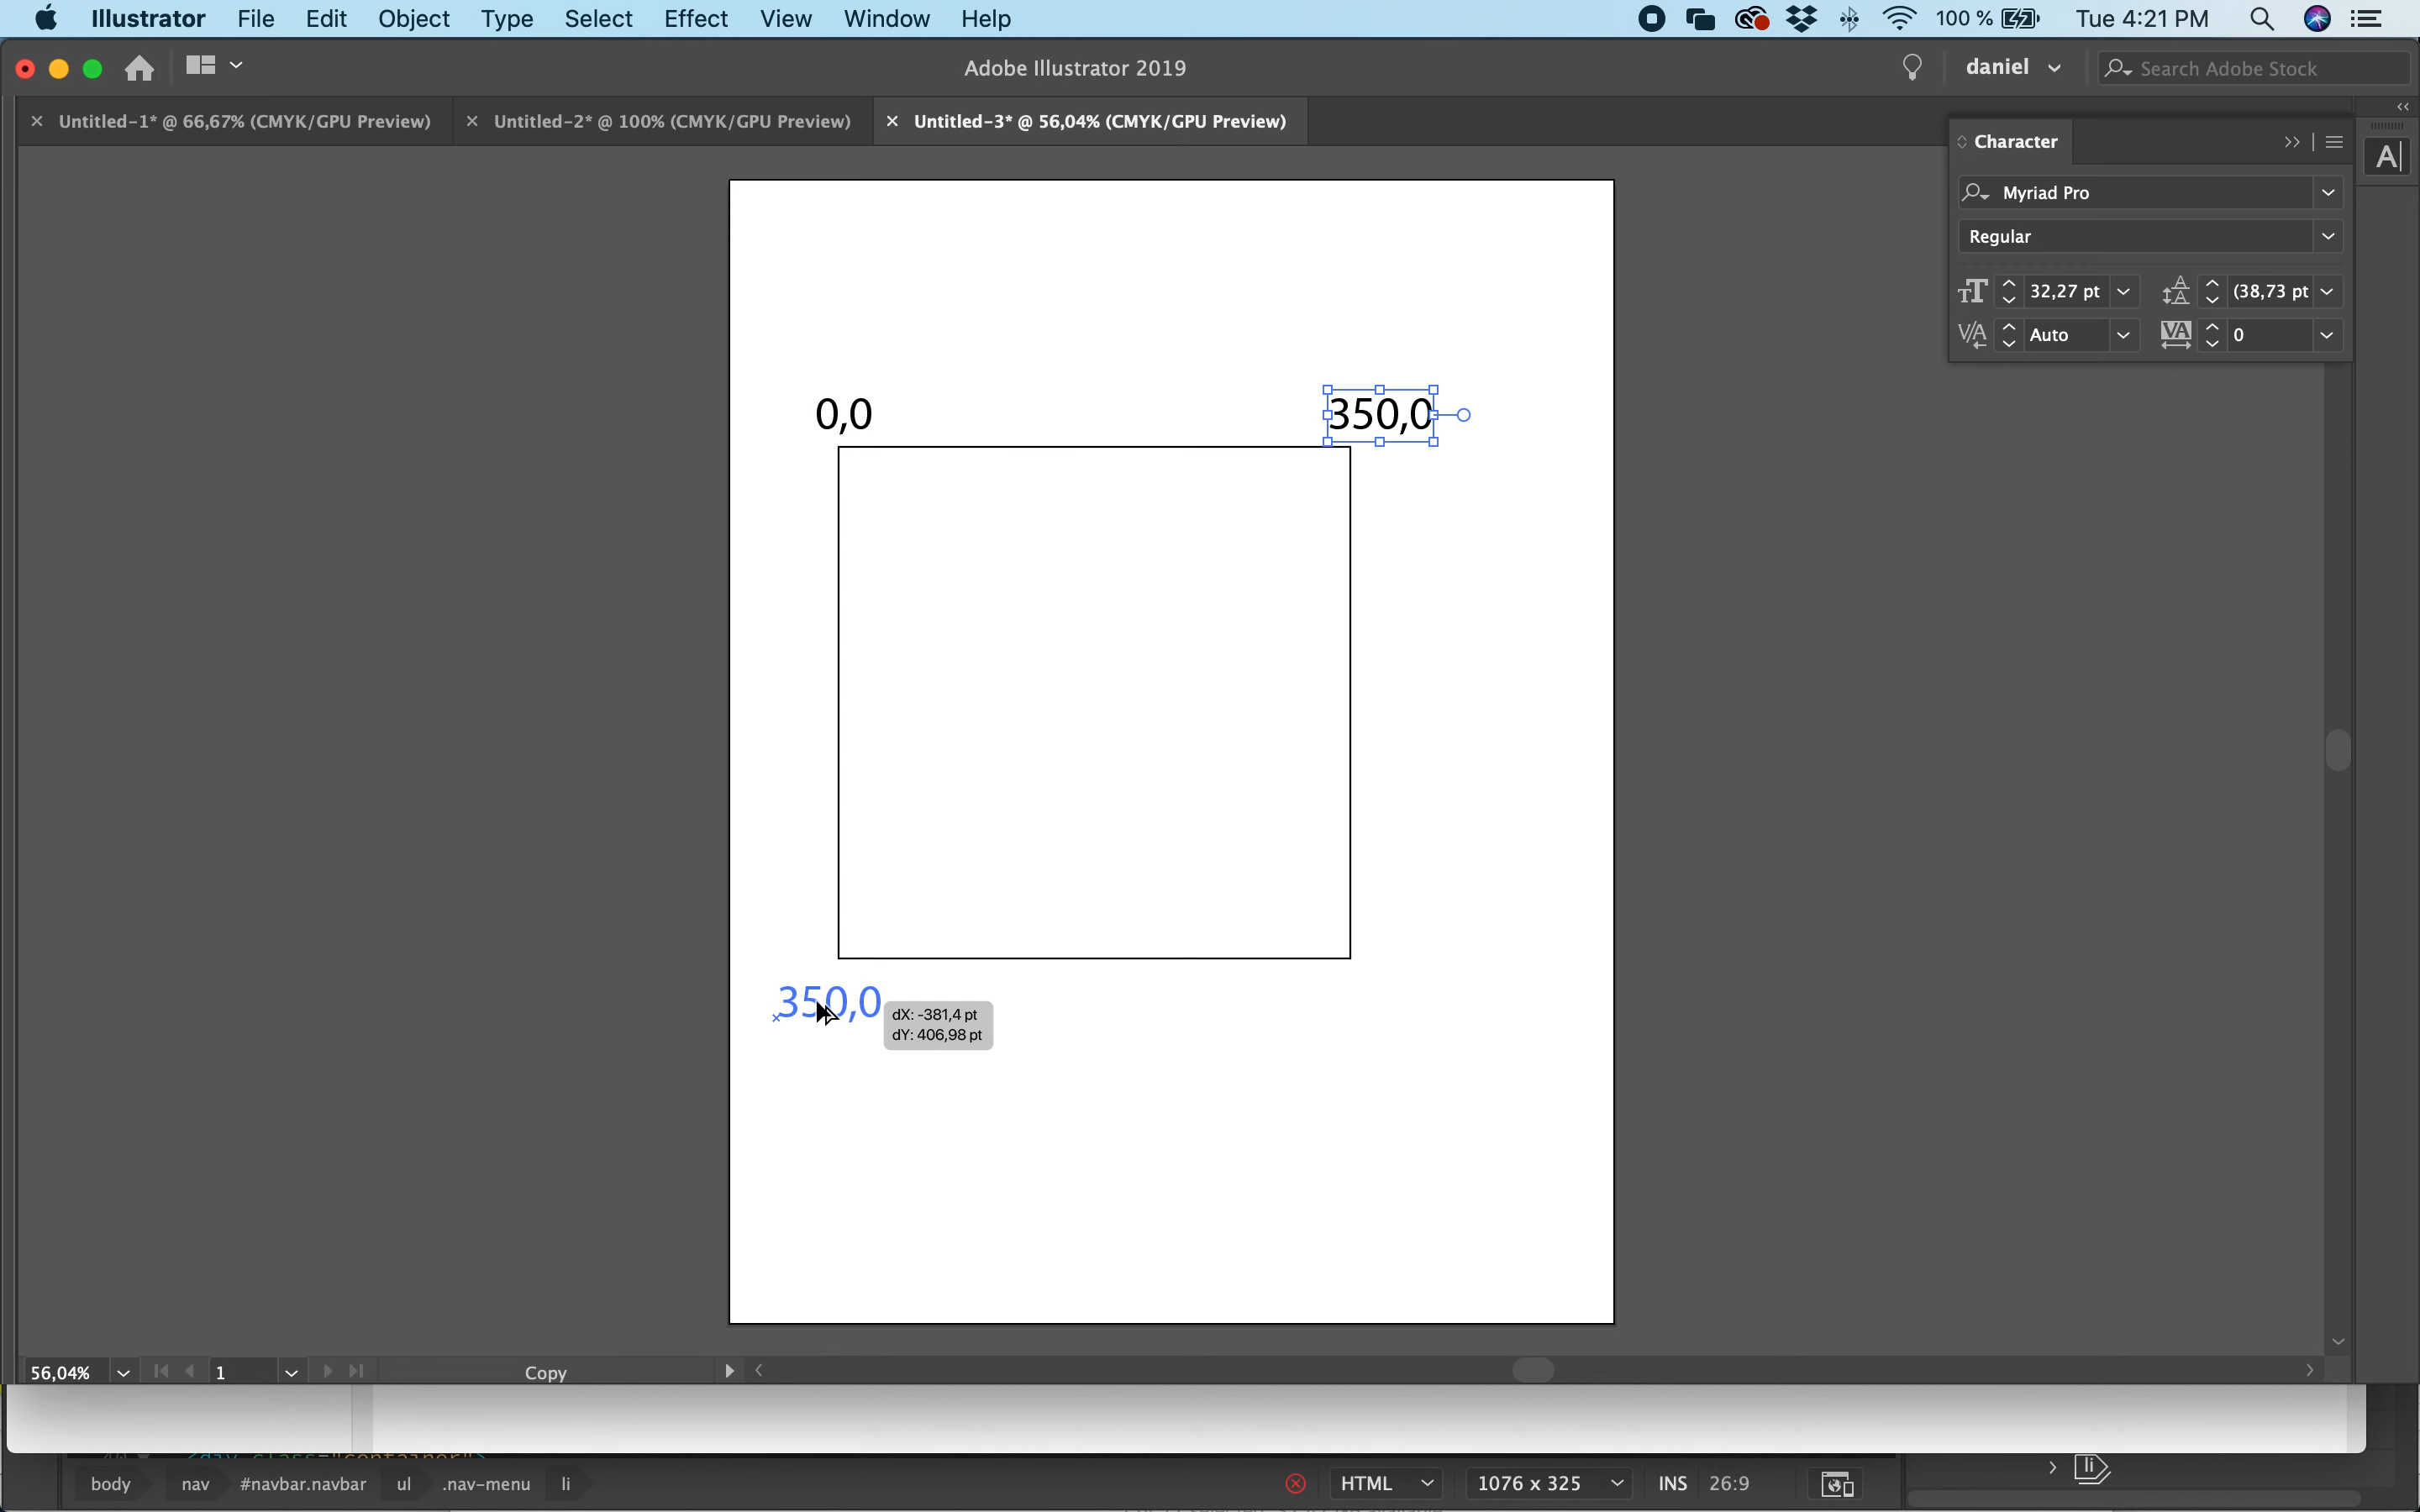 Illustrator File Edit Object Type Select Effect View Window Help 100 % Tue 4:21 PM
Adobe Illustrator 2019 daniel Search Adobe Stock
× Untitled-1* @ 66,67% (CMYK/GPU Preview) × Untitled-2* @ 100% (CMYK/GPU Preview) × Untitled-3* @ 56,04% (CMYK/GPU Preview)
Character
Myriad Pro
Regular
32,27 pt (38,73 pt
Auto 0
0,0 350,0
350,0
dX: -381,4 pt
dY: 406,98 pt
56,04% 1 Copy
body nav #navbar.navbar ul .nav-menu li HTML 1076 x 325 INS 26:9 li